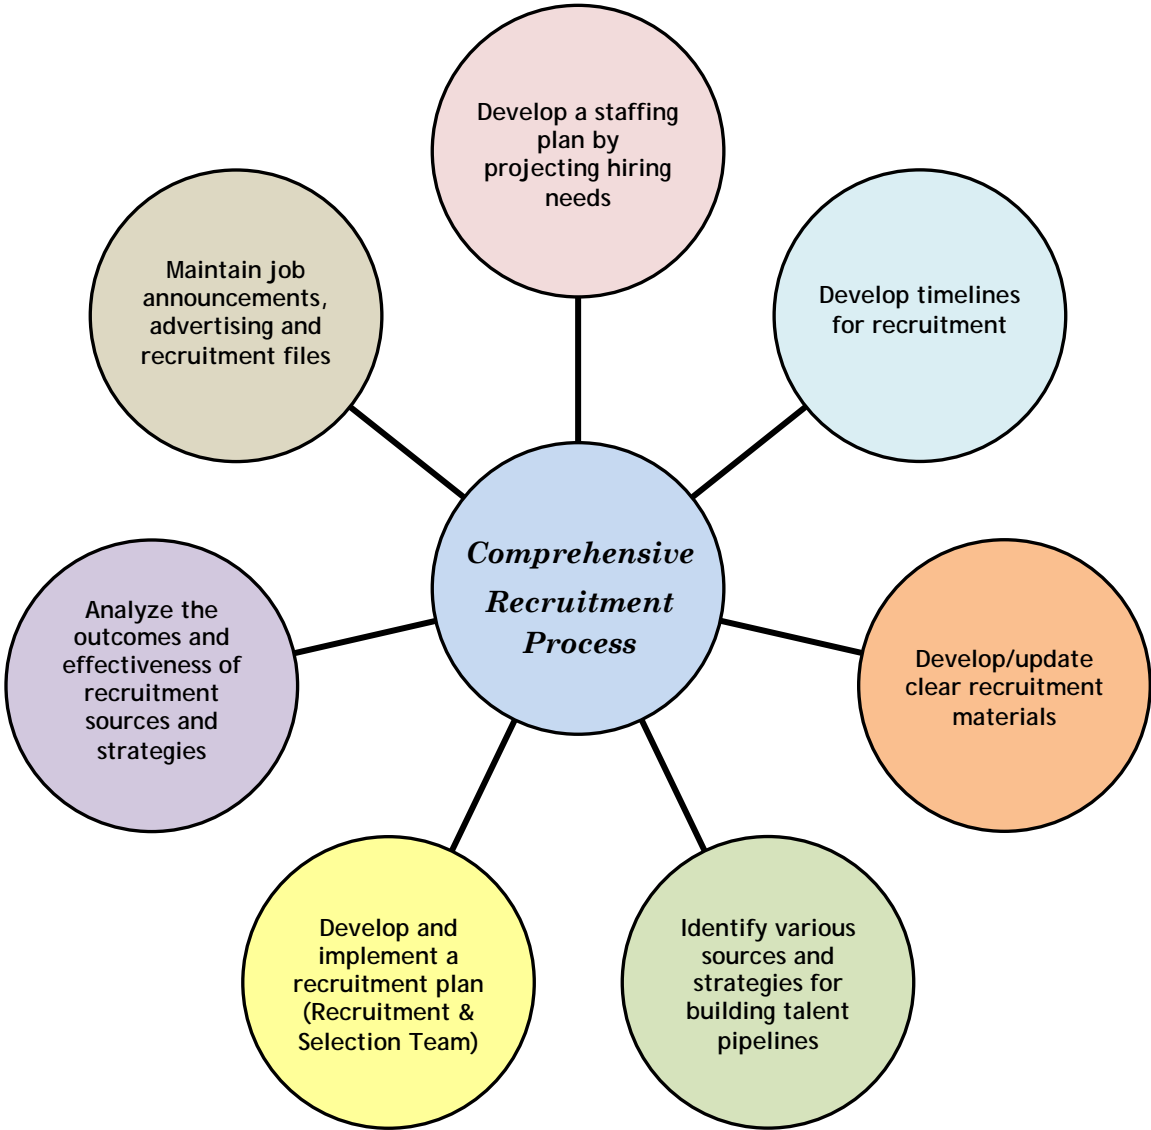 Develop a staffing
plan by
projecting hiring
needs
Develop timelines
for recruitment
Develop/update
clear recruitment
materials
Identify various
sources and
strategies for
building talent
pipelines
Develop and
implement a
recruitment plan
(Recruitment &
Selection Team)
Analyze the
outcomes and
effectiveness of
recruitment
sources and
strategies
Maintain job
announcements,
advertising and
recruitment files
Comprehensive
Recruitment
Process